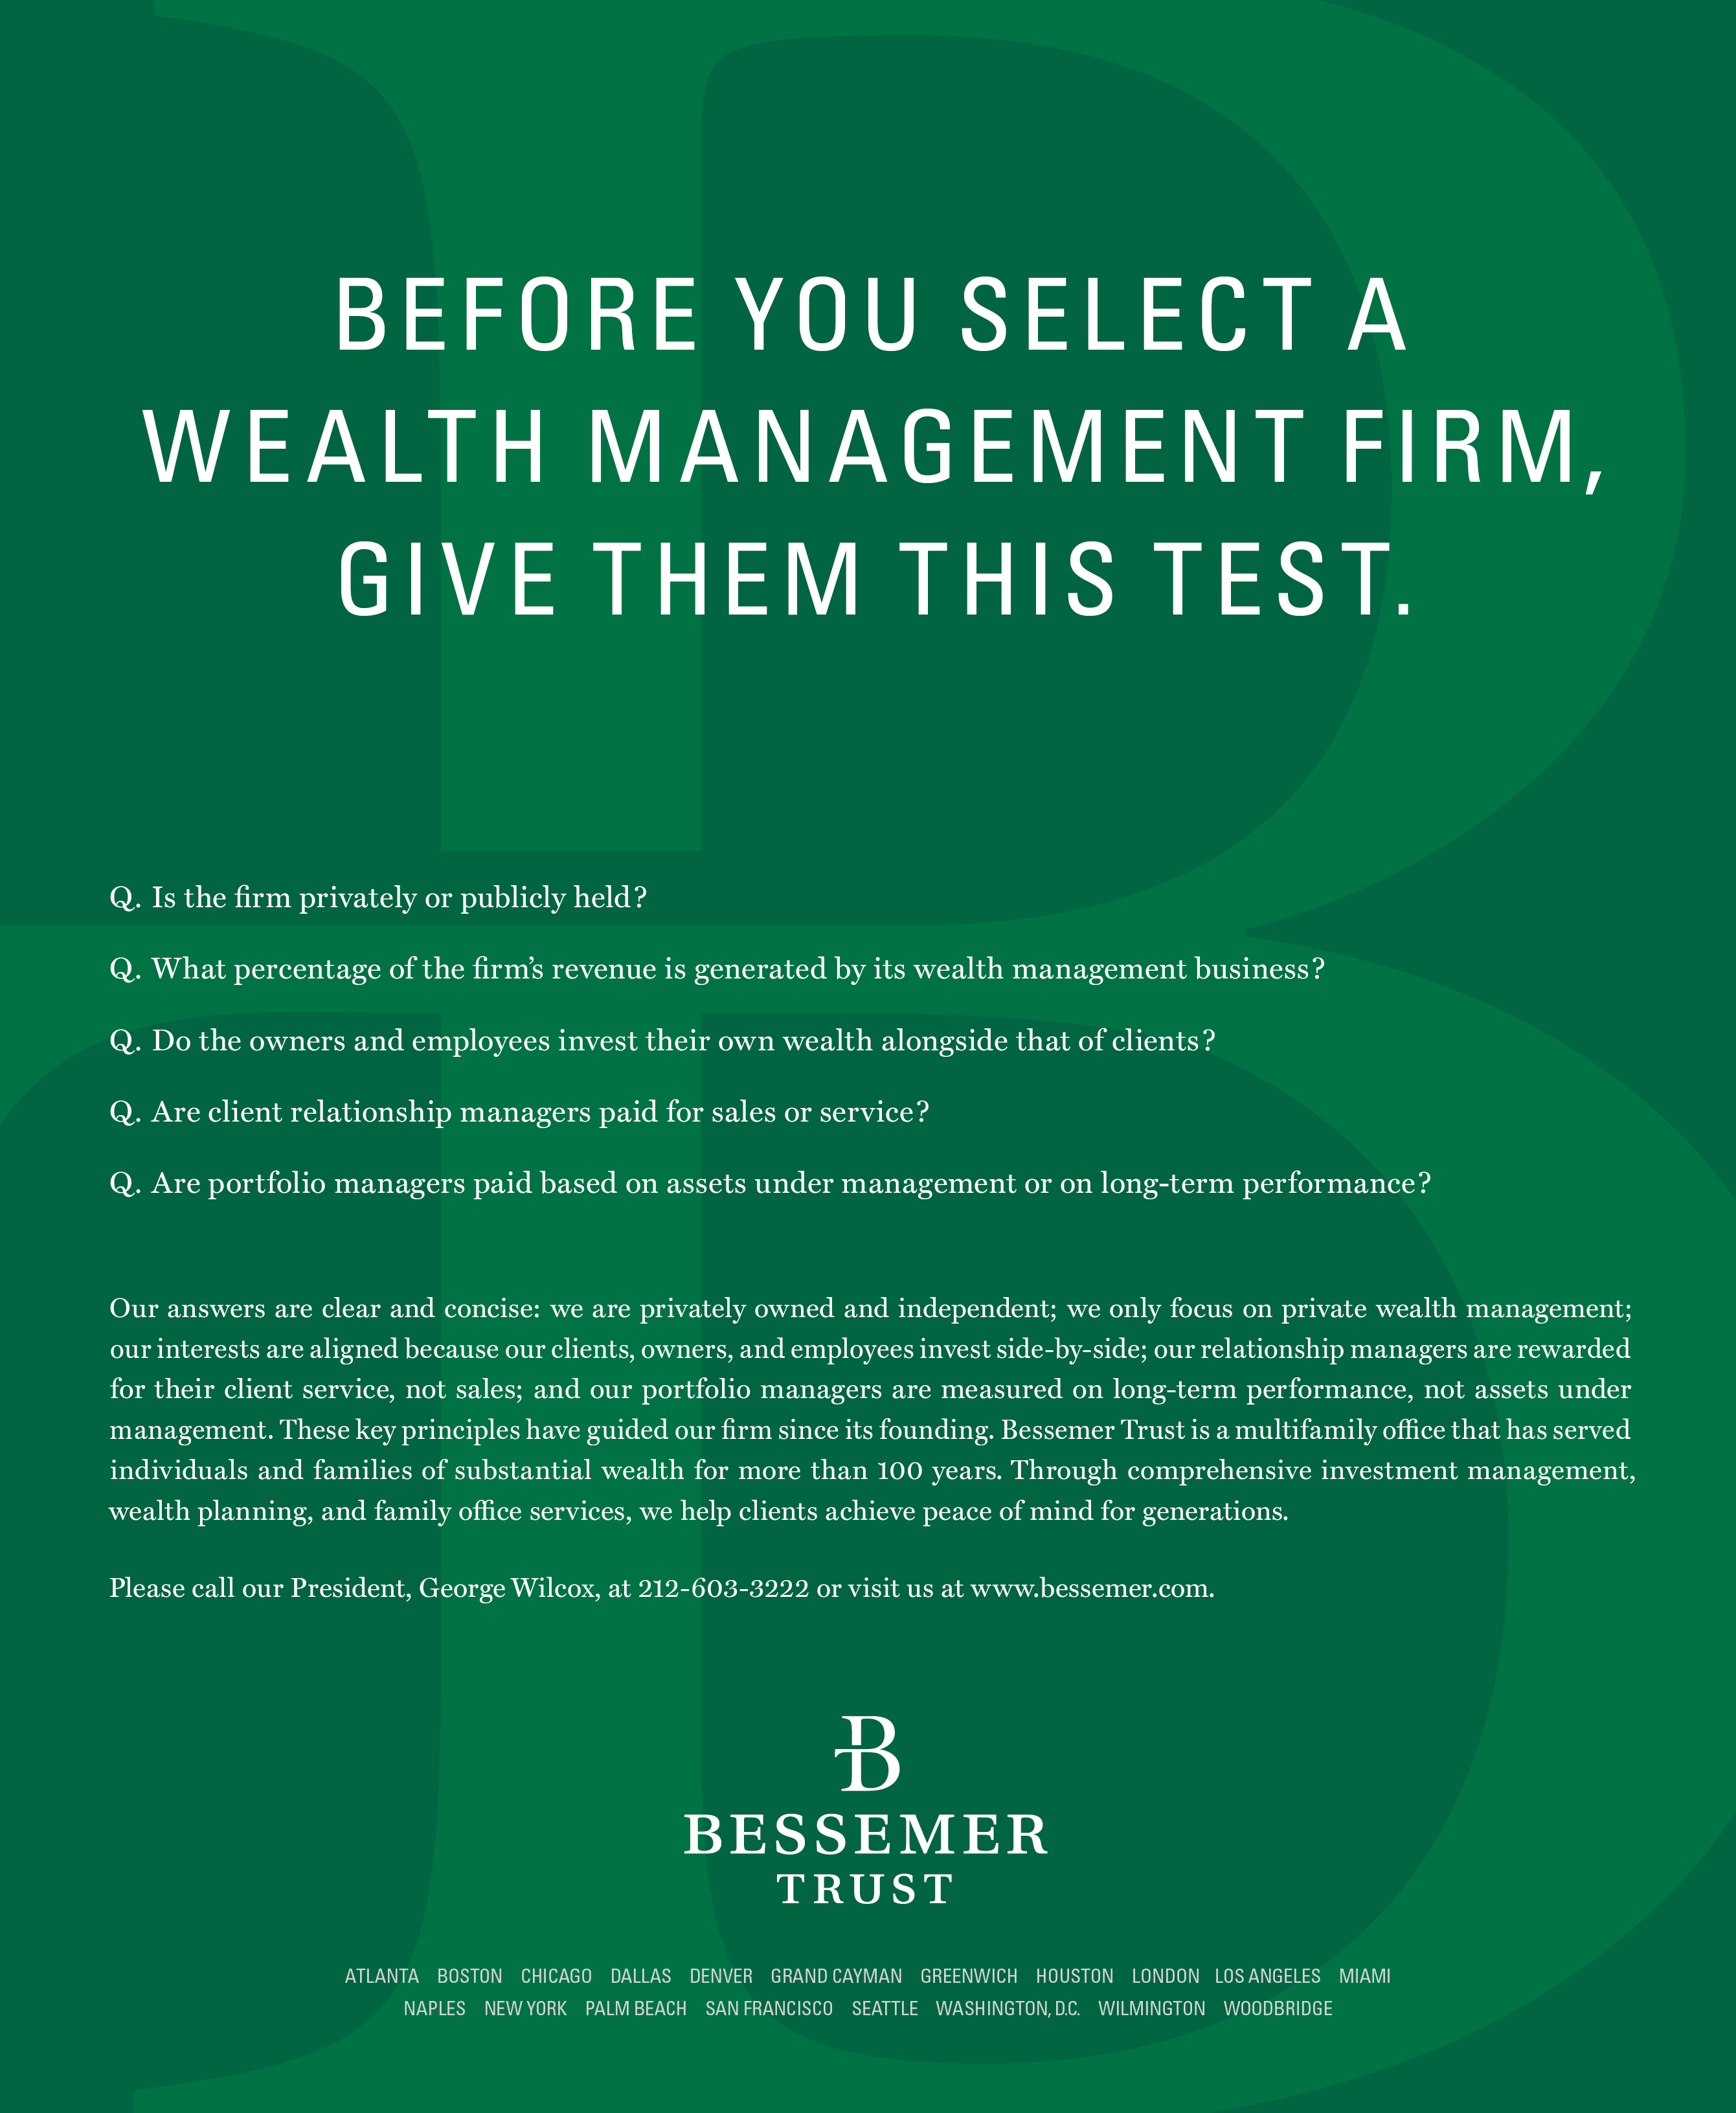 BEFORE YOU SELECT A
WEALTH MANAGEMENT FIRM,
GIVE THEM THIS TEST.
Q. Is the firm privately or publicly held?
Q. What percentage of the firm’s revenue is generated by its wealth management business?
Q. Do the owners and employees invest their own wealth alongside that of clients?
Q. Are client relationship managers paid for sales or service?
Q. Are portfolio managers paid based on assets under management or on long-term performance?
Our answers are clear and concise: we are privately owned and independent; we only focus on private wealth management;
our interests are aligned because our clients, owners, and employees invest side-by-side; our relationship managers are rewarded
for their client service, not sales; and our portfolio managers are measured on long-term performance, not assets under
management. These key principles have guided our firm since its founding. Bessemer Trust is a multifamily office that has served
individuals and families of substantial wealth for more than 100 years. Through comprehensive investment management,
wealth planning, and family office services, we help clients achieve peace of mind for generations.
Please call our President, George Wilcox, at 212-603-3222 or visit us at www.bessemer.com.
B
BESSEMER
TRUST
ATLANTA BOSTON CHICAGO DALLAS DENVER GRAND CAYMAN GREENWICH HOUSTON LONDON LOS ANGELES MIAMI
NAPLES NEW YORK PALM BEACH SAN FRANCISCO SEATTLE WASHINGTON, D.C. WILMINGTON WOODBRIDGE